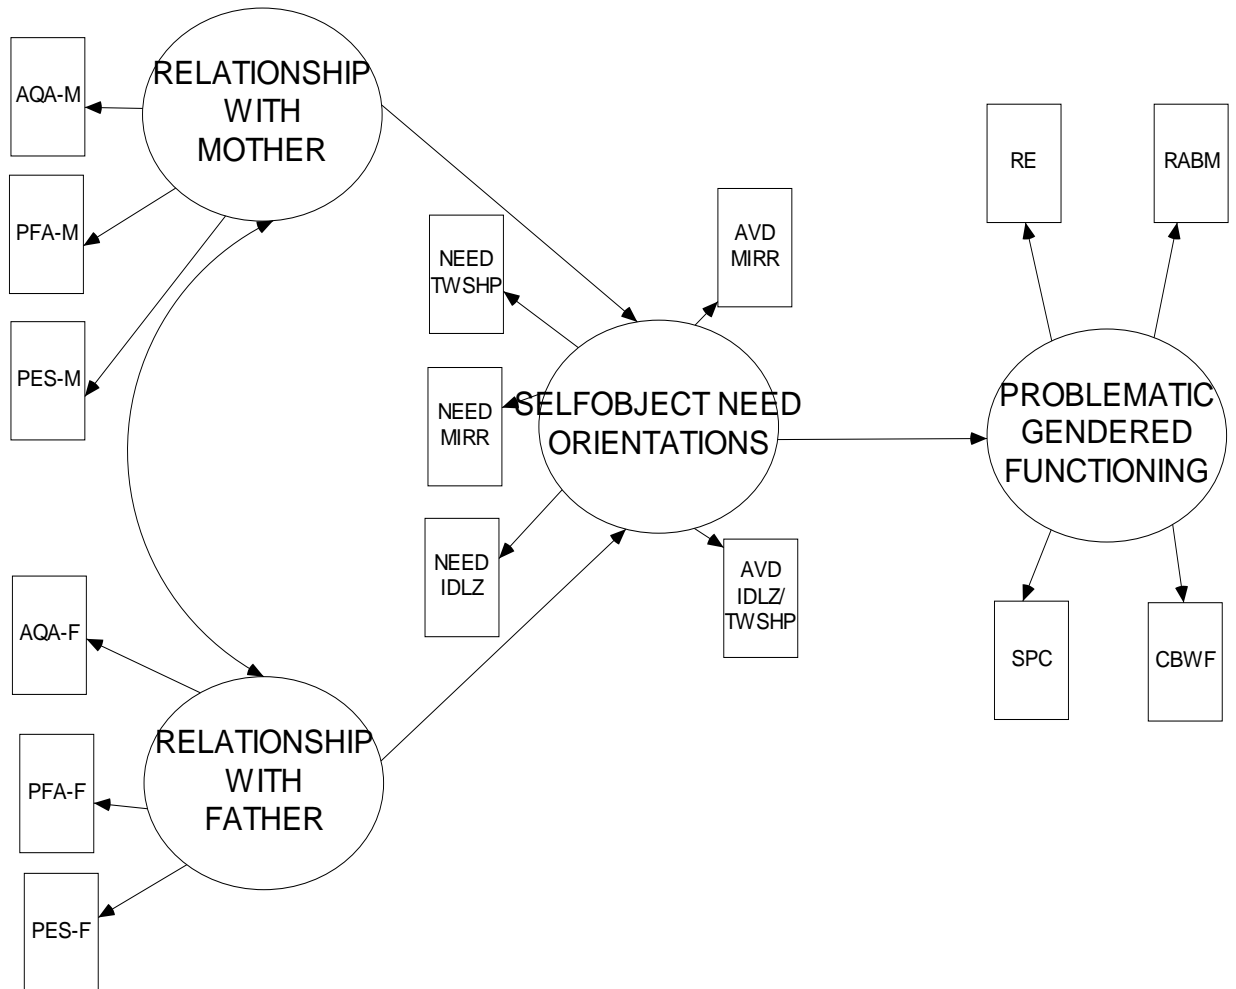 RELATIONSHIP
WITH
MOTHER
AQA-M
PFA-M
PES-M
NEED
TWSHP
NEED
MIRR
NEED
IDLZ
AVD
MIRR
SELFOBJECT NEED
ORIENTATIONS
AVD
IDLZ/
TWSHP
RE
RABM
PROBLEMATIC
GENDERED
FUNCTIONING
SPC
CBWF
AQA-F
RELATIONSHIP
WITH
FATHER
PFA-F
PES-F